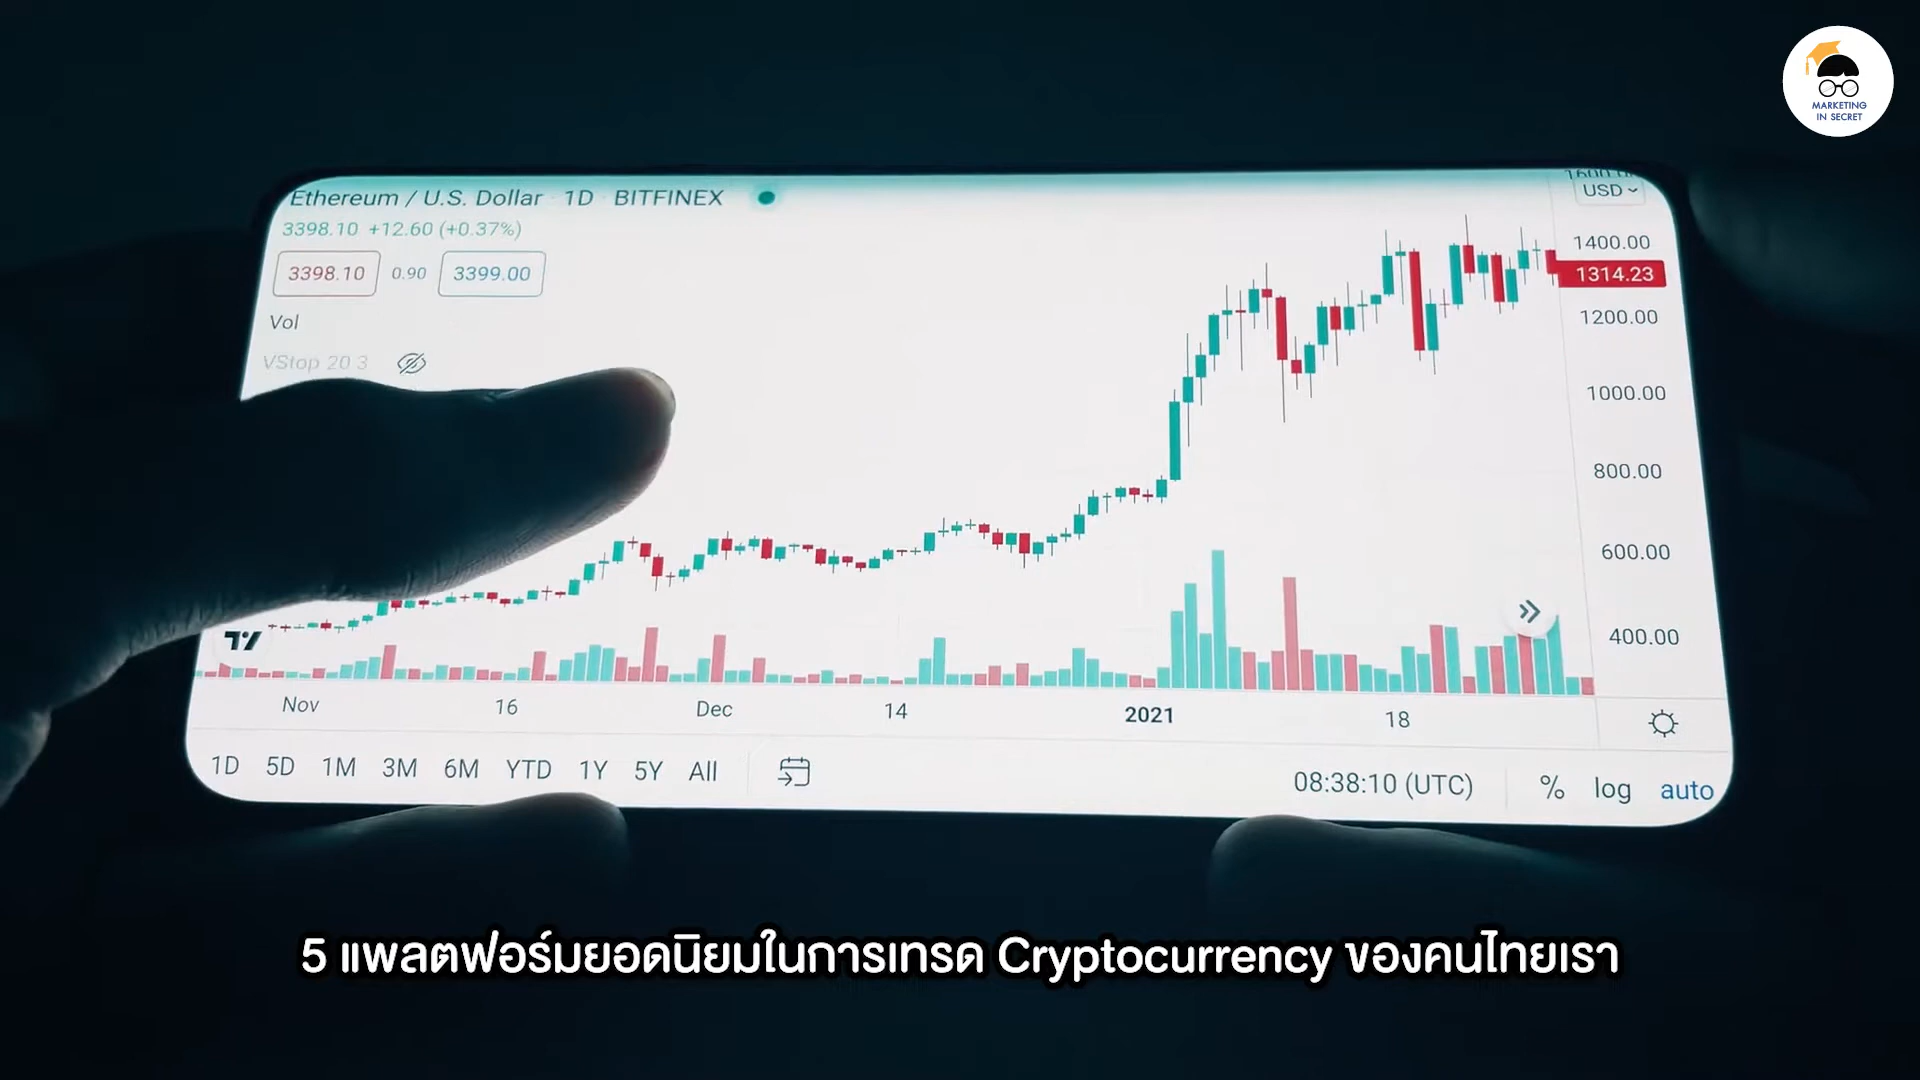 MARKETING
IN SECRET
Ethereum / U.S. Dollar · 1D · BITFINEX
USD
3398.10 +12.60 (+0.37%)
3398.10 0.90 3399.00
Vol
VStop 20 3
1400.00
1314.23
1200.00
1000.00
800.00
600.00
400.00
Nov 16 Dec 14 2021 18
1D 5D 1M 3M 6M YTD 1Y 5Y All
08:38:10 (UTC) % log auto
5 แพลตฟอร์มยอดนิยมในการเทรด Cryptocurrency ของคนไทยเรา